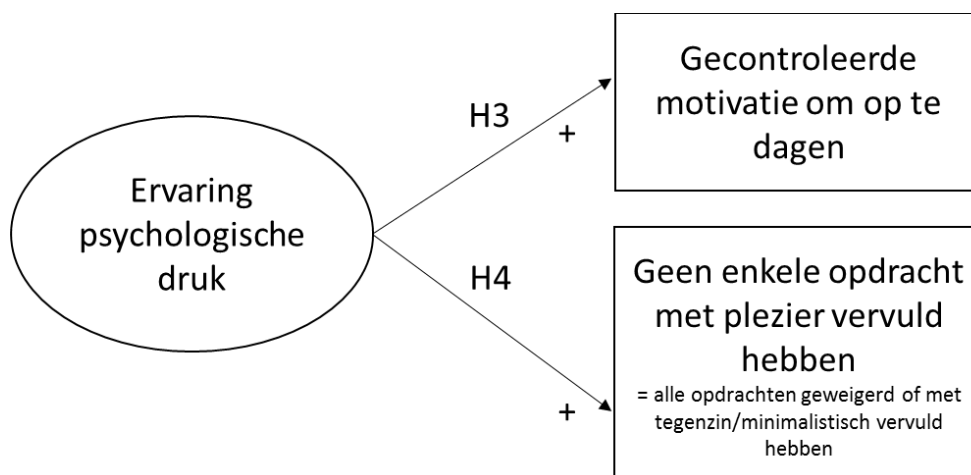 Ervaring
psychologische
druk
H3
+
Gecontroleerde
motivatie om op te
dagen
H4
+
Geen enkele opdracht
met plezier vervuld
hebben
= alle opdrachten geweigerd of met
tegenzin/minimalistisch vervuld
hebben